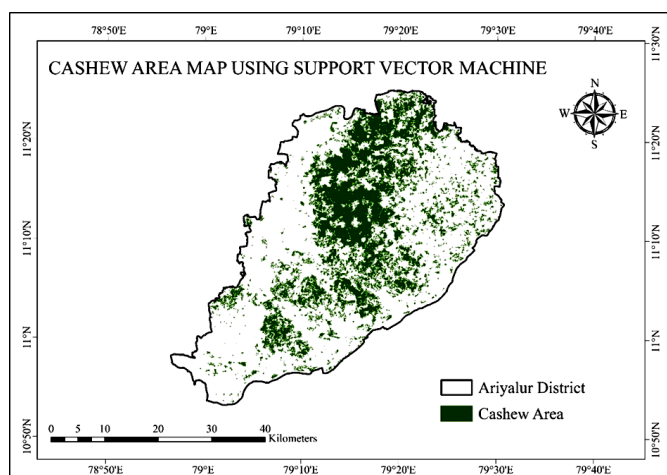 78°50'E 79°0'E 79°10'E 79°20'E 79°30'E 79°40'E
CASHEW AREA MAP USING SUPPORT VECTOR MACHINE
N
W E
S
11°30'N
11°20'N 11°20'N
11°10'N 11°10'N
11°N 11°N
10°50'N 10°50'N
Ariyalur District
Cashew Area
0 5 10 20 30 40
Kilometers
78°50'E 79°E 79°10'E 79°20'E 79°30'E 79°40'E